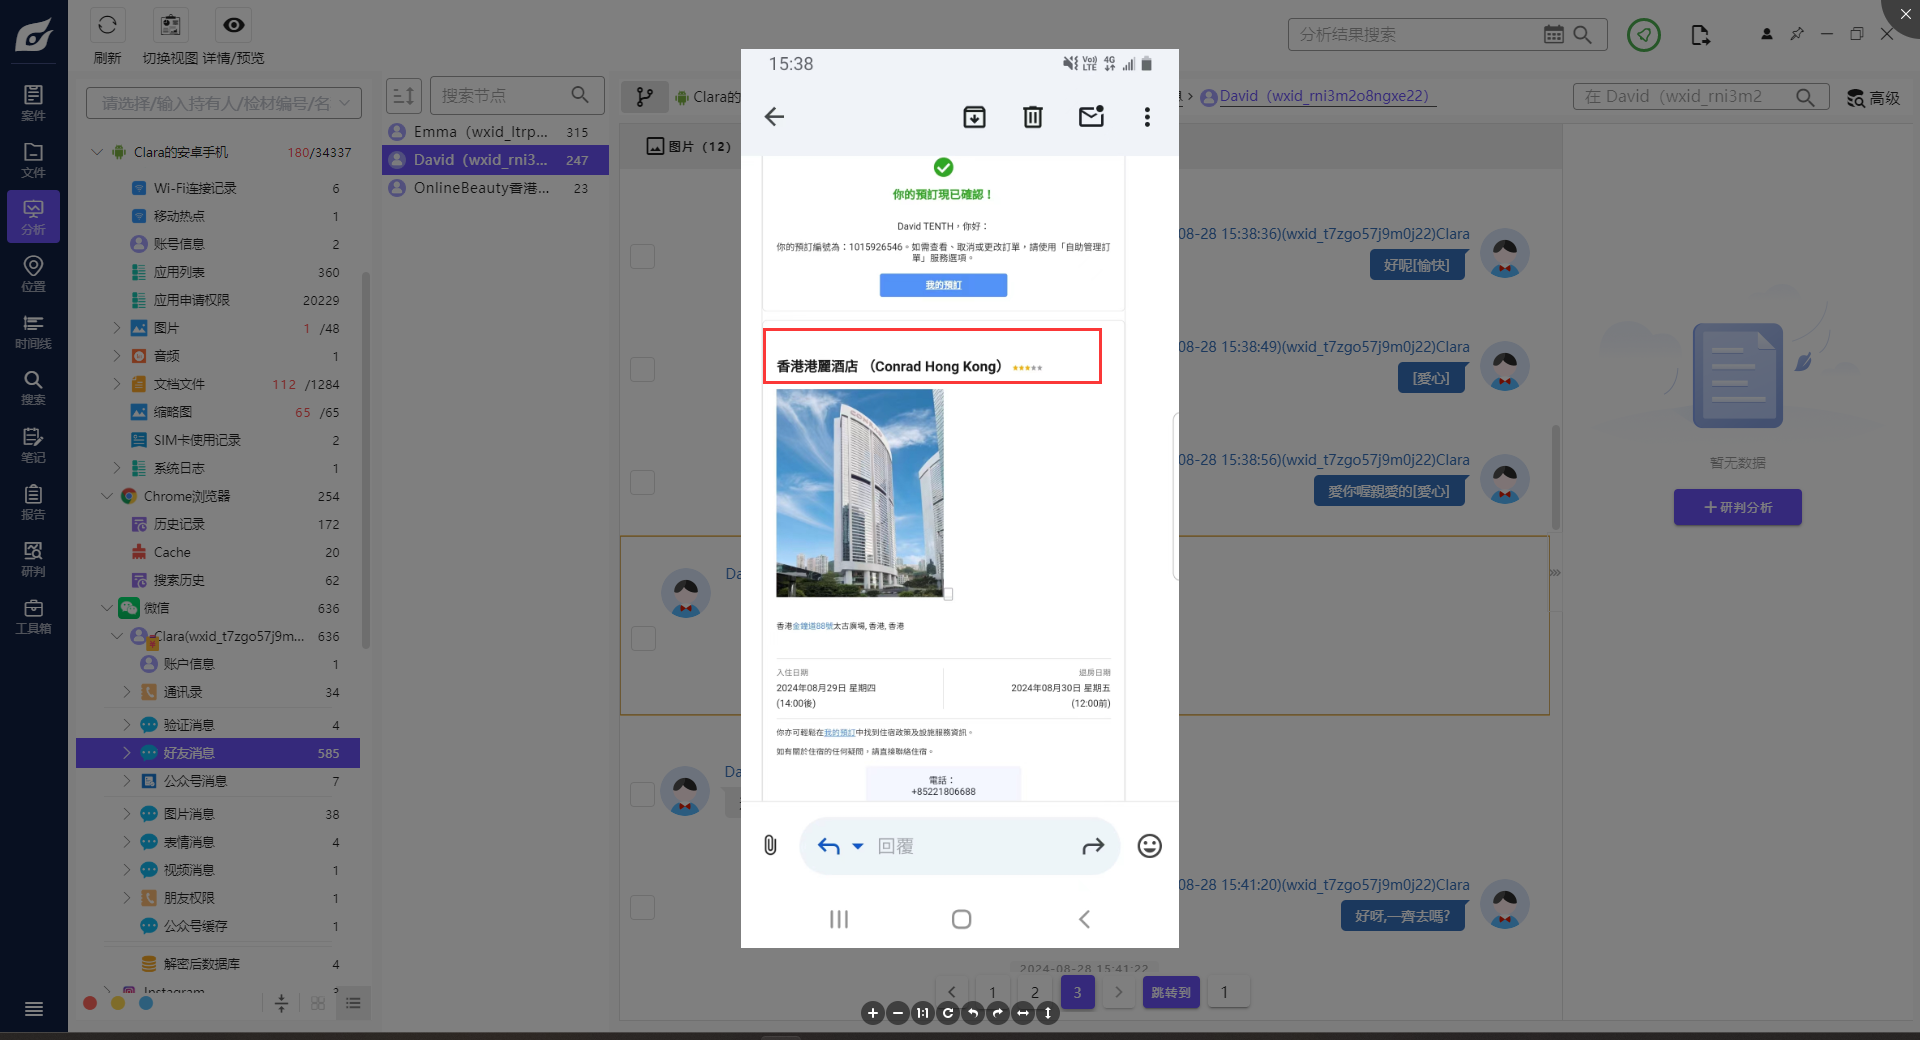 刷新
切换视图 详情/预览
分析结果搜索
案件
文件
分析
位置
时间线
搜索
笔记
报告
研判
工具箱
请选择/输入持有人/检材编号/名
Clara的安卓手机 180/34337
Wi-Fi连接记录 6
移动热点 1
账号信息 2
应用列表 360
应用申请权限 20229
图片 1 /48
音频 1
文档文件 112 /1284
缩略图 65 /65
SIM卡使用记录 2
系统日志 1
Chrome浏览器 254
历史记录 172
Cache 20
搜索历史 62
微信 636
Clara(wxid_t7zgo57j9m... 636
账户信息 1
通讯录 34
验证消息 4
好友消息 585
公众号消息 7
图片消息 38
表情消息 4
视频消息 1
朋友权限 1
公众号缓存 1
解密后数据库 4
Instagram
搜索节点
Emma（wxid_ltrp... 315
David（wxid_rni3... 247
OnlineBeauty香港... 23
Clara的
David（wxid_rni3m2o8ngxe22）
在 David（wxid_rni3m2
高级
图片（12）
08-28 15:38:36)(wxid_t7zgo57j9m0j22)Clara
好呢[愉快]
08-28 15:38:49)(wxid_t7zgo57j9m0j22)Clara
[愛心]
08-28 15:38:56)(wxid_t7zgo57j9m0j22)Clara
愛你喔親愛的[愛心]
Da
Da
08-28 15:41:20)(wxid_t7zgo57j9m0j22)Clara
好呀,一齊去嗎?
2024-08-28 15:41:22
1 2 3 跳转到 1
1:1
暂无数据
研判分析
15:38
Vo)) LTE 4G
你的預訂現已確認！
David TENTH，你好：
你的預訂編號為：1015926546。如需查看、取消或更改訂單，請使用「自助管理訂
單」服務選項。
我的預訂
香港港麗酒店 （Conrad Hong Kong）
香港金鐘道88號太古廣場, 香港, 香港
入住日期 退房日期
2024年08月29日 星期四 2024年08月30日 星期五
(14:00後) (12:00前)
你亦可輕鬆在我的預訂中找到住宿政策及設施服務資訊。
如有關於住宿的任何疑問，請直接聯絡住宿。
電話：
+85221806688
回覆